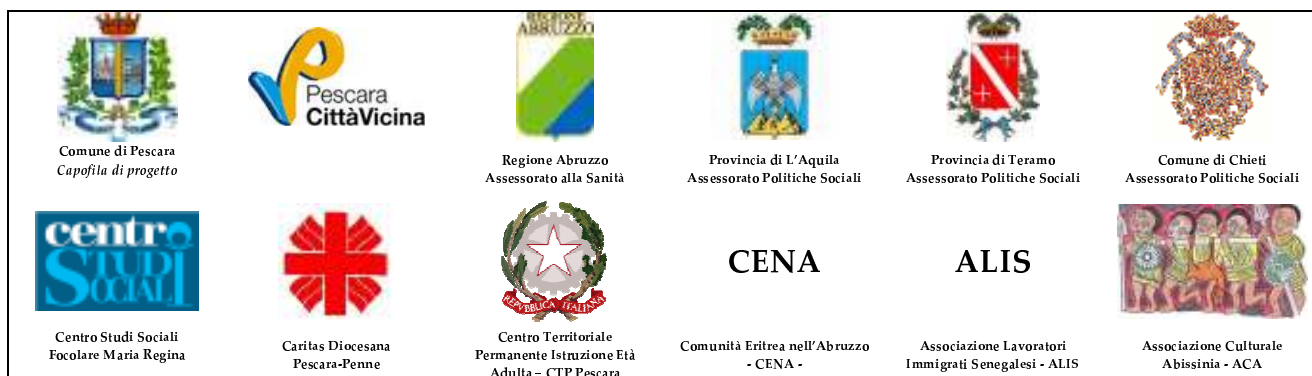 REGIONE
ABRUZZO
Pescara
CittàVicina
Comune di Pescara
Capofila di progetto
Regione Abruzzo
Assessorato alla Sanità
Provincia di L'Aquila
Assessorato Politiche Sociali
Provincia di Teramo
Assessorato Politiche Sociali
Comune di Chieti
Assessorato Politiche Sociali
centro
STUDI
SOCIALI
REPVBBLICA ITALIANA
CENA
ALIS
Centro Studi Sociali
Focolare Maria Regina
Caritas Diocesana
Pescara-Penne
Centro Territoriale
Permanente Istruzione Età
Adulta – CTP Pescara
Comunità Eritrea nell'Abruzzo
- CENA -
Associazione Lavoratori
Immigrati Senegalesi - ALIS
Associazione Culturale
Abissinia - ACA